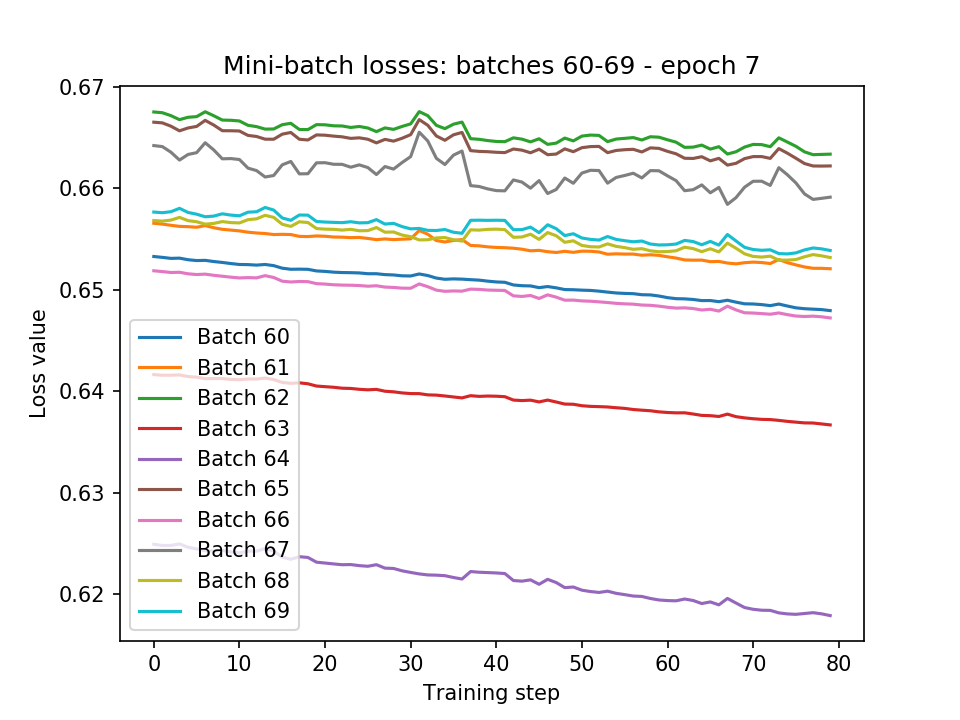 Mini-batch losses: batches 60-69 - epoch 7
0.67
0.66
0.65
0.64
0.63
0.62
Loss value
Batch 60
Batch 61
Batch 62
Batch 63
Batch 64
Batch 65
Batch 66
Batch 67
Batch 68
Batch 69
0 10 20 30 40 50 60 70 80
Training step